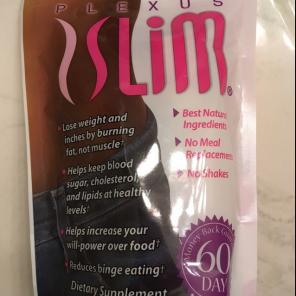 PLEXUS
SLIM®
Lose weight and
inches by burning
fat, not muscle†
Helps keep blood
sugar, cholesterol,
and lipids at healthy
levels†
Helps increase your
will-power over food†
Reduces binge eating†
Dietary Supplement
Best Natural
Ingredients
No Meal
Replacements
No Shakes
Money Back
60
DAY